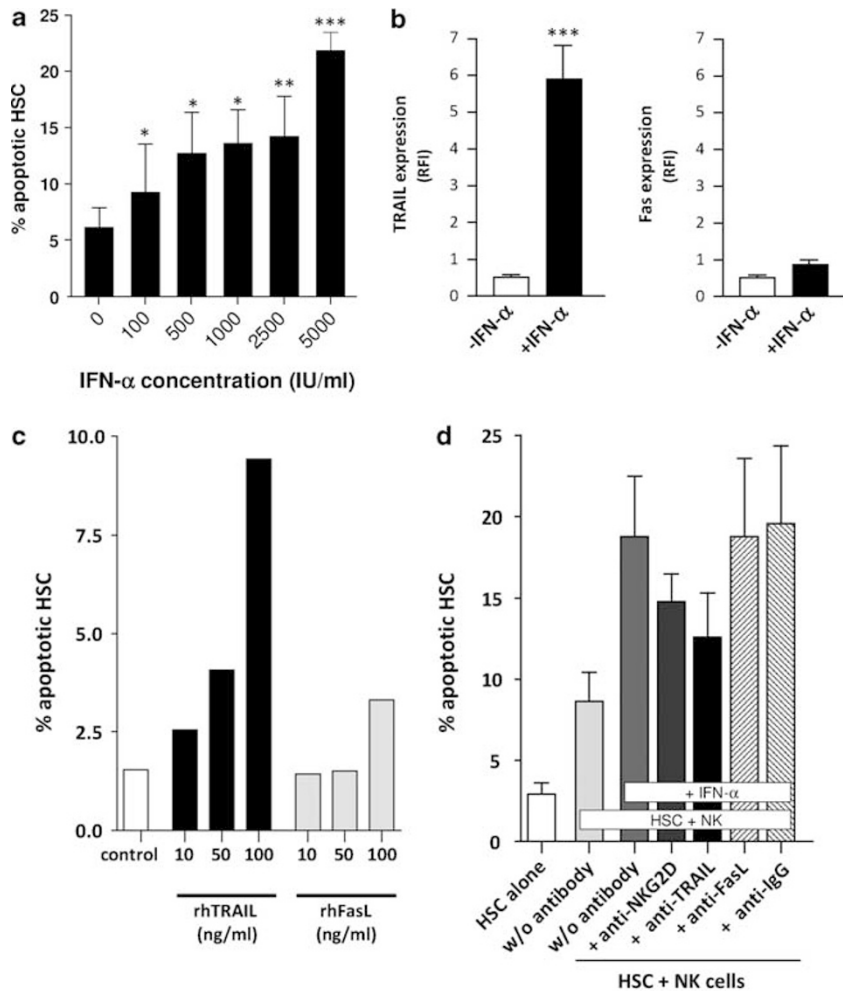 a
% apoptotic HSC
25
20
15
10
5
0
*
*
*
**
***
0
100
500
1000
2500
5000
IFN-α concentration (IU/ml)
b
TRAIL expression
(RFI)
7
6
5
4
3
2
1
0
***
-IFN-α
+IFN-α
Fas expression
(RFI)
7
6
5
4
3
2
1
0
-IFN-α
+IFN-α
c
% apoptotic HSC
10.0
7.5
5.0
2.5
0.0
control
10
50
100
10
50
100
rhTRAIL
(ng/ml)
rhFasL
(ng/ml)
d
% apoptotic HSC
25
20
15
10
5
0
+ IFN-α
HSC + NK
HSC alone
w/o antibody
w/o antibody
+ anti-NKG2D
+ anti-TRAIL
+ anti-FasL
+ anti-IgG
HSC + NK cells